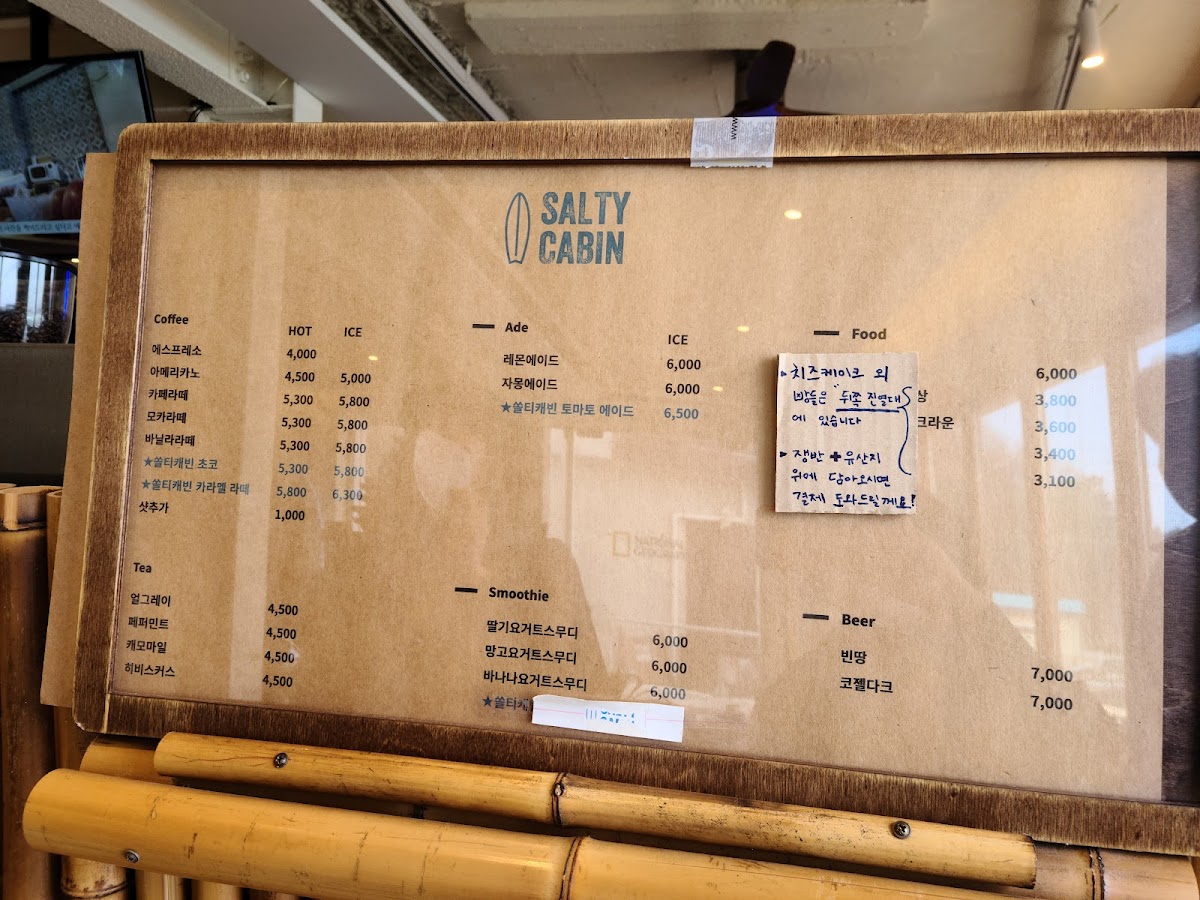 SALTY
CABIN
Coffee
HOT ICE
에스프레소 4,000
아메리카노 4,500 5,000
카페라떼 5,300 5,800
모카라떼 5,300 5,800
바닐라라떼 5,300 5,800
★쏠티캐빈 초코 5,300 5,800
★쏠티캐빈 카라멜 라떼 5,800 6,300
샷추가 1,000
Tea
얼그레이 4,500
페퍼민트 4,500
캐모마일 4,500
히비스커스 4,500
Ade
ICE
레몬에이드 6,000
자몽에이드 6,000
★쏠티캐빈 토마토 에이드 6,500
Smoothie
딸기요거트스무디 6,000
망고요거트스무디 6,000
바나나요거트스무디 6,000
★쏠티캐빈
Food
6,000
상 3,800
크라운 3,600
3,400
3,100
치즈케이크 외
빵들은 "뒤쪽 진열대
에 있습니다
쟁반 + 유산지
위에 담아오시면
결제 도와드릴께요!
Beer
빈땅 7,000
코젤다크 7,000
NATIONAL
GEOGRAPHIC
www